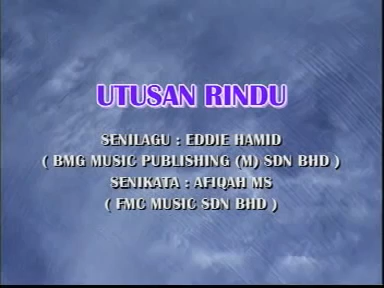 UTUSAN RINDU
SENILAGU : EDDIE HAMID
( BMG MUSIC PUBLISHING (M) SDN BHD )
SENIKATA : AFIQAH MS
( FMC MUSIC SDN BHD )